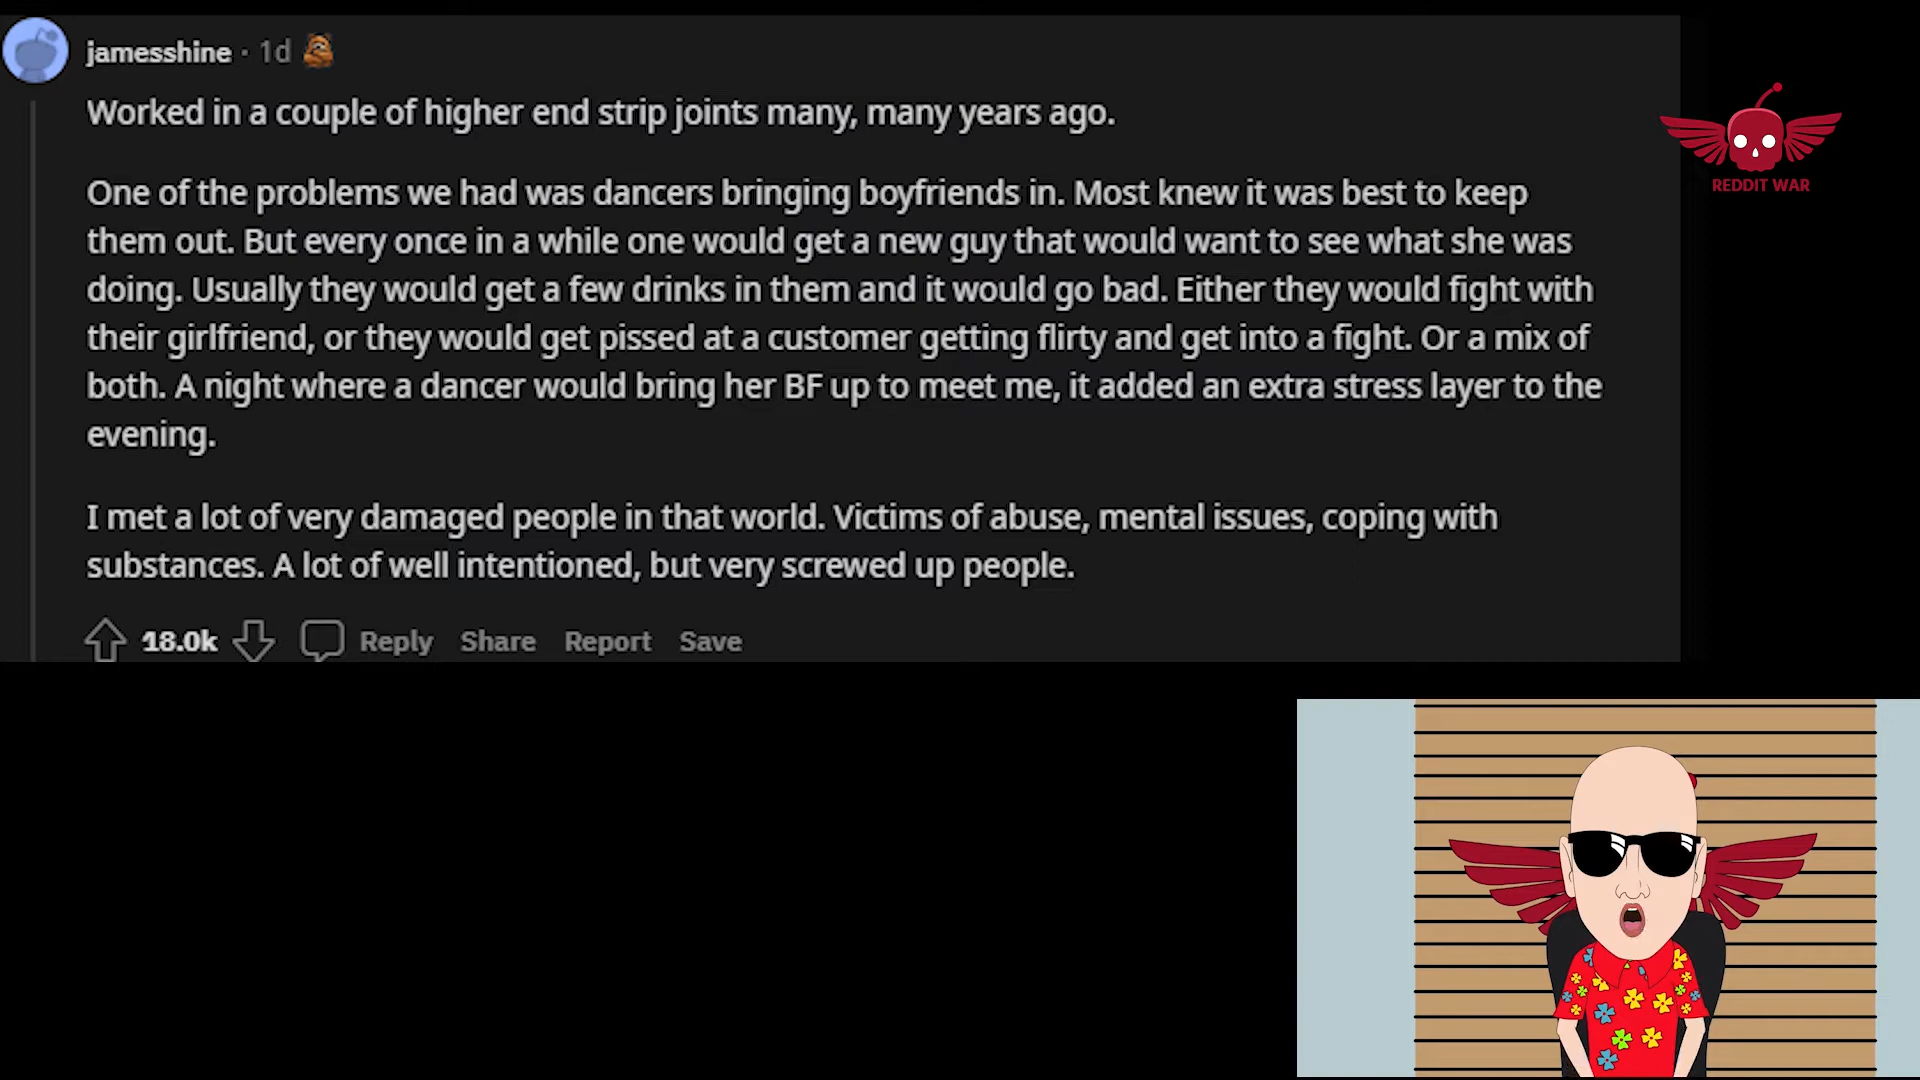 jamesshine · 1d
Worked in a couple of higher end strip joints many, many years ago.
One of the problems we had was dancers bringing boyfriends in. Most knew it was best to keep
them out. But every once in a while one would get a new guy that would want to see what she was
doing. Usually they would get a few drinks in them and it would go bad. Either they would fight with
their girlfriend, or they would get pissed at a customer getting flirty and get into a fight. Or a mix of
both. A night where a dancer would bring her BF up to meet me, it added an extra stress layer to the
evening.
I met a lot of very damaged people in that world. Victims of abuse, mental issues, coping with
substances. A lot of well intentioned, but very screwed up people.
18.0k Reply Share Report Save
REDDIT WAR